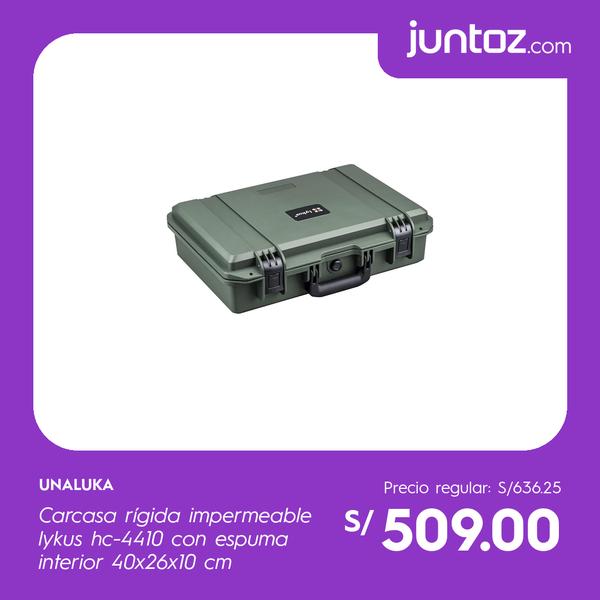 juntoz.com
lykus
UNALUKA
Carcasa rígida impermeable
lykus hc-4410 con espuma
interior 40x26x10 cm
Precio regular: S/636.25
S/509.00